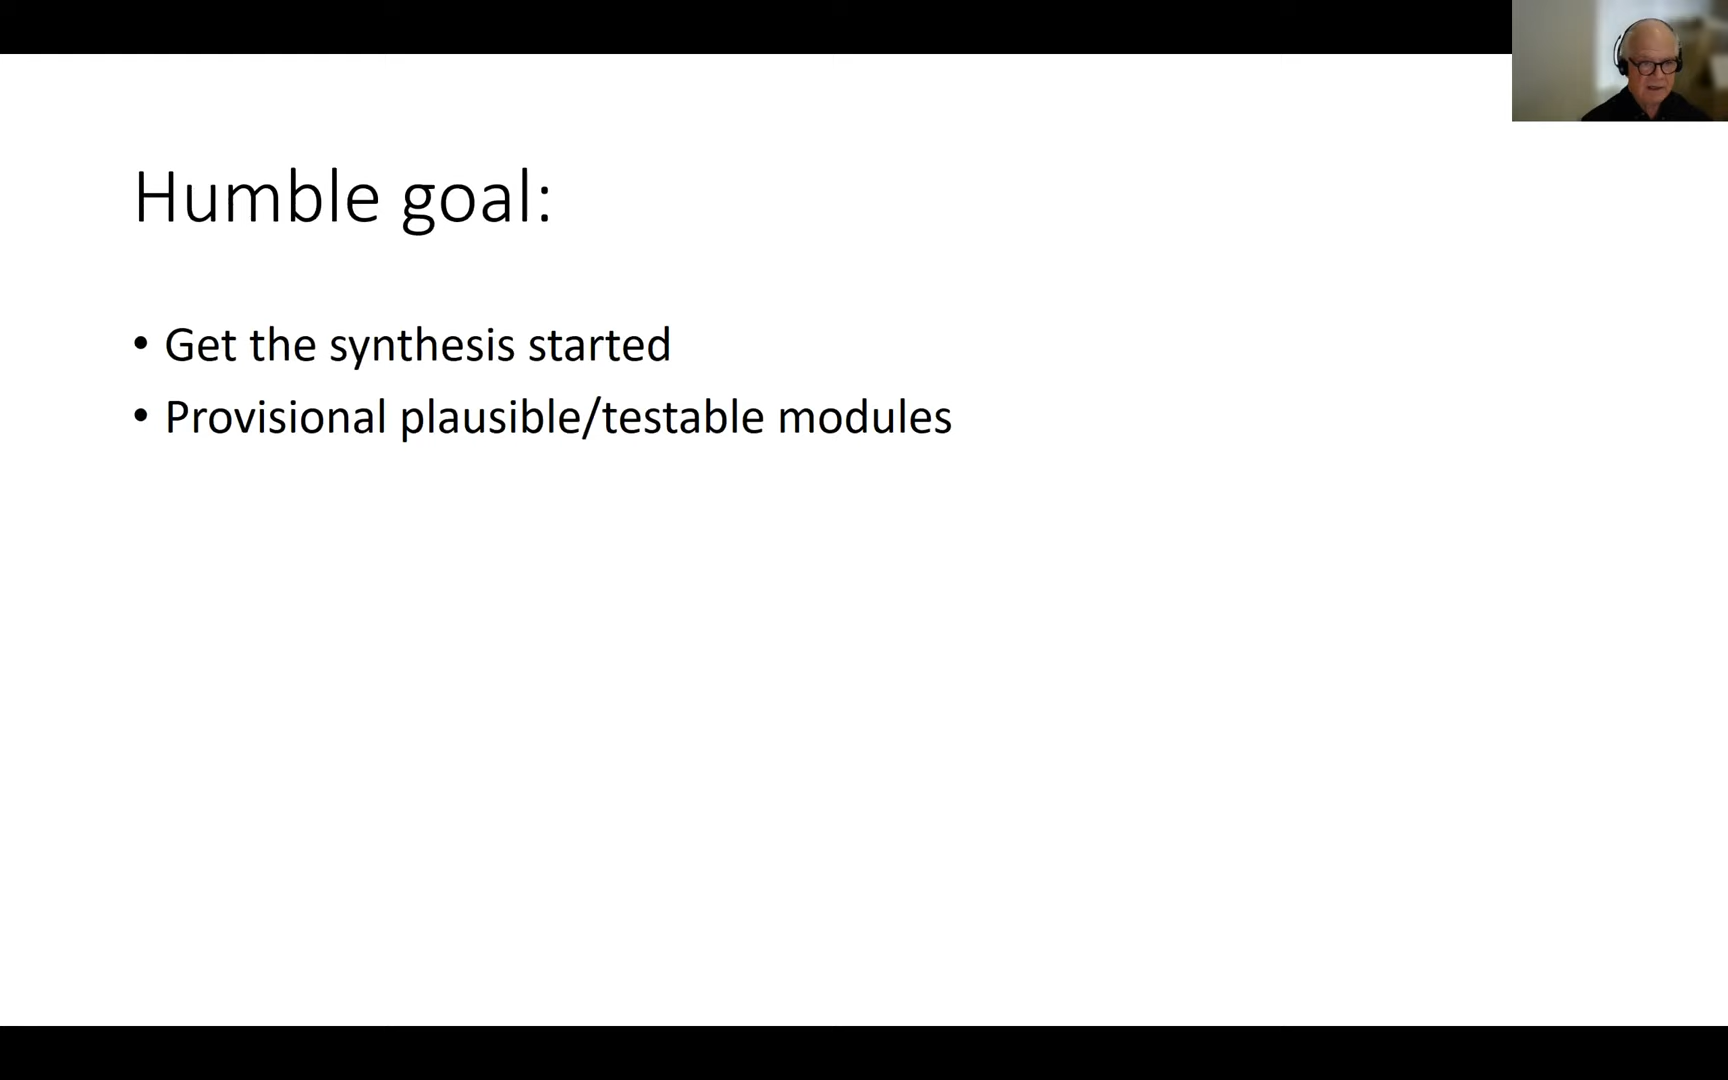 Humble goal:
• Get the synthesis started
• Provisional plausible/testable modules